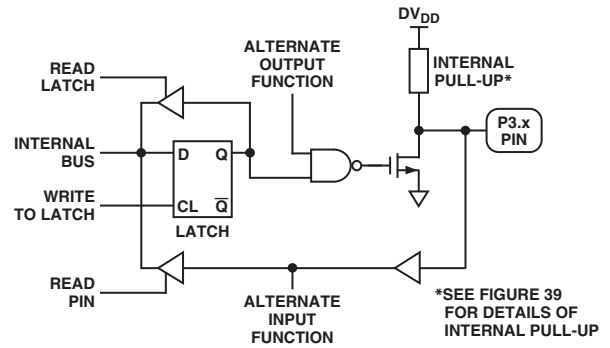 DVDD
ALTERNATE
OUTPUT
FUNCTION
INTERNAL
PULL-UP*
READ
LATCH
P3.x
PIN
INTERNAL
BUS
D
Q
WRITE
TO LATCH
CL
Q̅
LATCH
READ
PIN
ALTERNATE
INPUT
FUNCTION
*SEE FIGURE 39
FOR DETAILS OF
INTERNAL PULL-UP